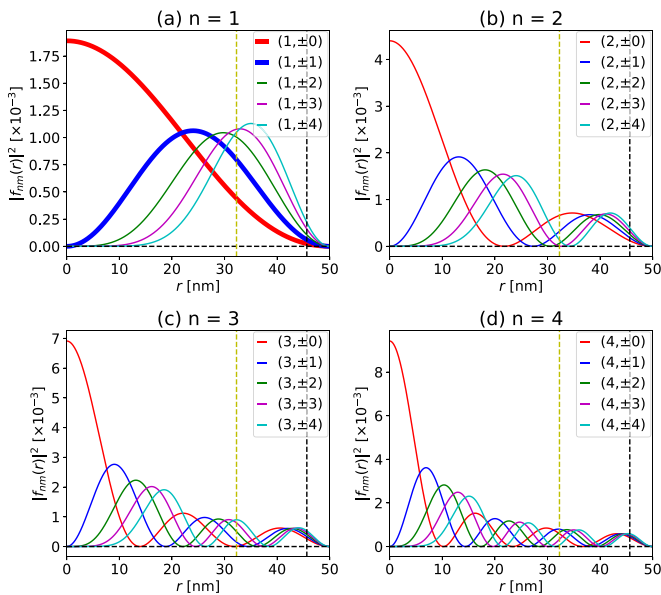 (a) n = 1
|f_nm(r)|² [×10⁻³]
1.75
1.50
1.25
1.00
0.75
0.50
0.25
0.00
(1,±0)
(1,±1)
(1,±2)
(1,±3)
(1,±4)
0 10 20 30 40 50
r [nm]
(b) n = 2
|f_nm(r)|² [×10⁻³]
4
2
1
0
(2,±0)
(2,±1)
(2,±2)
(2,±3)
(2,±4)
0 10 20 30 40 50
r [nm]
(c) n = 3
|f_nm(r)|² [×10⁻³]
7
6
5
4
3
2
1
0
(3,±0)
(3,±1)
(3,±2)
(3,±3)
(3,±4)
0 10 20 30 40 50
r [nm]
(d) n = 4
|f_nm(r)|² [×10⁻³]
8
6
4
2
0
(4,±0)
(4,±1)
(4,±2)
(4,±3)
(4,±4)
0 10 20 30 40 50
r [nm]